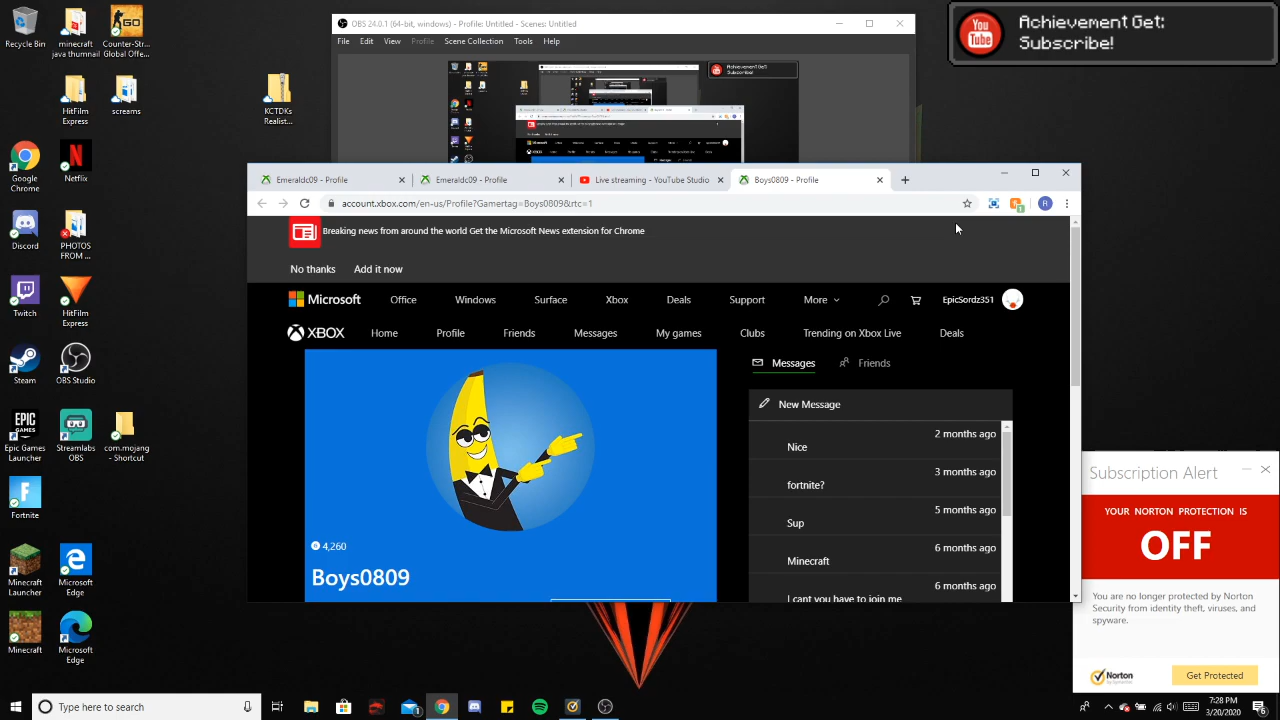 Recycle Bin
minecraft java thumnail
Counter-Str... Global Offe...
HitFilm Express
screams
KCTDKs Realist...
Google Chrome
Netflix
Discord
PHOTOS FROM ...
Twitch
HitFilm Express
Steam
OBS Studio
Epic Games Launcher
Streamlabs OBS
com.mojang - Shortcut
Fortnite
Minecraft Launcher
Microsoft Edge
Minecraft
Microsoft Edge
OBS 24.0.1 (64-bit, windows) - Profile: Untitled - Scenes: Untitled
File Edit View Profile Scene Collection Tools Help
You Tube
Achievement Get:
Subscribe!
Achievement Get:
Subscribe!
Emeraldc09 - Profile
Emeraldc09 - Profile
Live streaming - YouTube Studio
Boys0809 - Profile
account.xbox.com/en-us/Profile?Gamertag=Boys0809&rtc=1
R
Breaking news from around the world Get the Microsoft News extension for Chrome
No thanks Add it now
Microsoft Office Windows Surface Xbox Deals Support More EpicSordz351
XBOX Home Profile Friends Messages My games Clubs Trending on Xbox Live Deals
Messages Friends
New Message
2 months ago
Nice
3 months ago
fortnite?
5 months ago
Sup
6 months ago
Minecraft
6 months ago
I cant you have to join me
4,260
Boys0809
Subscription Alert
YOUR NORTON PROTECTION IS
OFF
You are no longer protected by Norton
Security from identity theft, viruses, and
spyware.
Norton
Get Protected
Type here to search
7:28 PM
3/20/2020